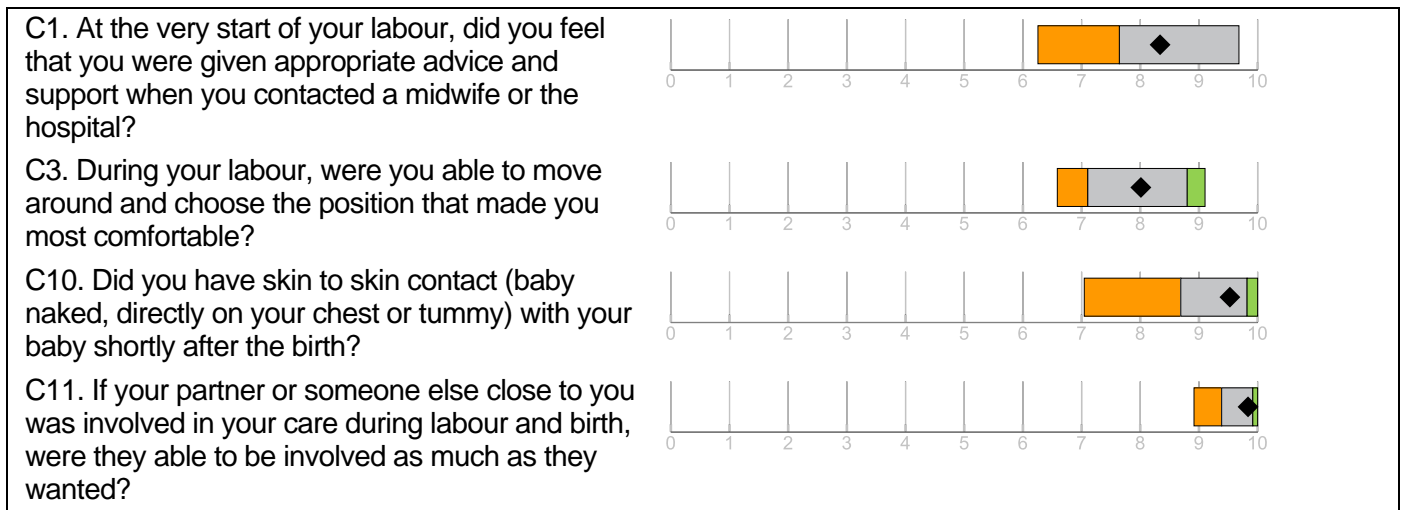 C1. At the very start of your labour, did you feel
that you were given appropriate advice and
support when you contacted a midwife or the
hospital?
0 1 2 3 4 5 6 7 8 9 10
C3. During your labour, were you able to move
around and choose the position that made you
most comfortable?
0 1 2 3 4 5 6 7 8 9 10
C10. Did you have skin to skin contact (baby
naked, directly on your chest or tummy) with your
baby shortly after the birth?
0 1 2 3 4 5 6 7 8 9 10
C11. If your partner or someone else close to you
was involved in your care during labour and birth,
were they able to be involved as much as they
wanted?
0 1 2 3 4 5 6 7 8 9 10